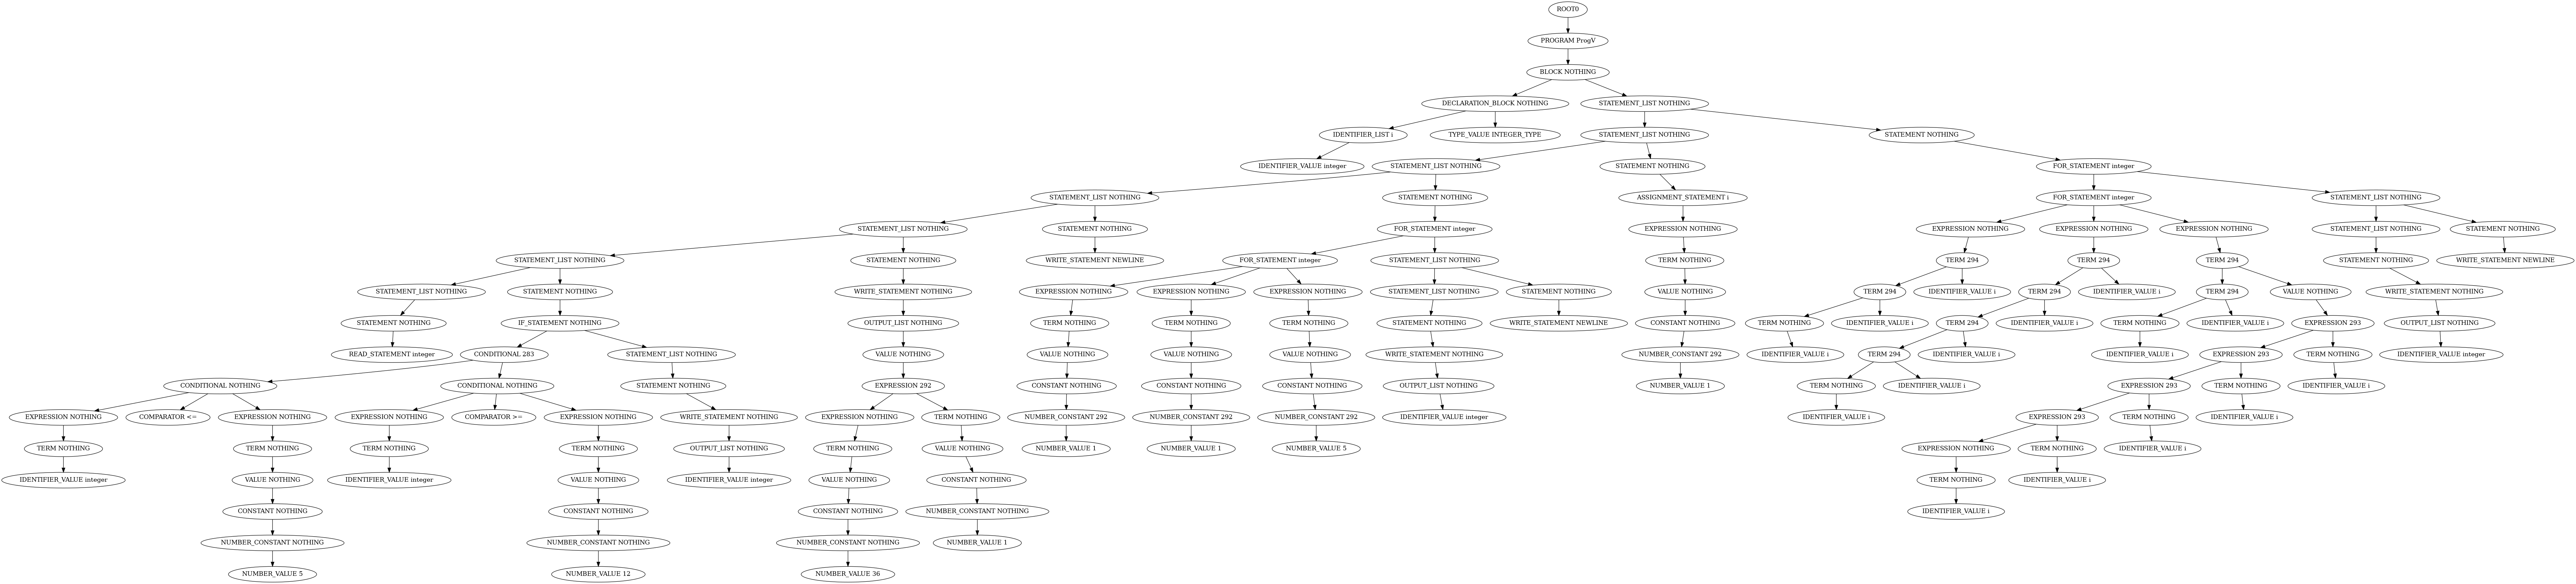 ROOT0
PROGRAM ProgV
BLOCK NOTHING
DECLARATION_BLOCK NOTHING STATEMENT_LIST NOTHING
IDENTIFIER_LIST i TYPE_VALUE INTEGER_TYPE STATEMENT_LIST NOTHING STATEMENT NOTHING
IDENTIFIER_VALUE integer STATEMENT_LIST NOTHING STATEMENT NOTHING FOR_STATEMENT integer
STATEMENT_LIST NOTHING STATEMENT NOTHING ASSIGNMENT_STATEMENT i FOR_STATEMENT integer STATEMENT_LIST NOTHING
STATEMENT_LIST NOTHING STATEMENT NOTHING FOR_STATEMENT integer EXPRESSION NOTHING EXPRESSION NOTHING EXPRESSION NOTHING EXPRESSION NOTHING STATEMENT_LIST NOTHING STATEMENT NOTHING
STATEMENT_LIST NOTHING STATEMENT NOTHING WRITE_STATEMENT NEWLINE FOR_STATEMENT integer STATEMENT_LIST NOTHING TERM NOTHING TERM 294 TERM 294 TERM 294 STATEMENT NOTHING WRITE_STATEMENT NEWLINE
STATEMENT_LIST NOTHING STATEMENT NOTHING WRITE_STATEMENT NOTHING EXPRESSION NOTHING EXPRESSION NOTHING EXPRESSION NOTHING STATEMENT_LIST NOTHING STATEMENT NOTHING VALUE NOTHING TERM 294 IDENTIFIER_VALUE i TERM 294 IDENTIFIER_VALUE i TERM 294 VALUE NOTHING WRITE_STATEMENT NOTHING
STATEMENT NOTHING IF_STATEMENT NOTHING OUTPUT_LIST NOTHING TERM NOTHING TERM NOTHING TERM NOTHING STATEMENT NOTHING WRITE_STATEMENT NEWLINE CONSTANT NOTHING TERM NOTHING IDENTIFIER_VALUE i TERM 294 IDENTIFIER_VALUE i TERM NOTHING IDENTIFIER_VALUE i EXPRESSION 293 OUTPUT_LIST NOTHING
READ_STATEMENT integer CONDITIONAL 283 STATEMENT_LIST NOTHING VALUE NOTHING VALUE NOTHING VALUE NOTHING VALUE NOTHING WRITE_STATEMENT NOTHING NUMBER_CONSTANT 292 IDENTIFIER_VALUE i TERM 294 IDENTIFIER_VALUE i IDENTIFIER_VALUE i EXPRESSION 293 TERM NOTHING IDENTIFIER_VALUE integer
CONDITIONAL NOTHING CONDITIONAL NOTHING STATEMENT NOTHING EXPRESSION 292 CONSTANT NOTHING CONSTANT NOTHING CONSTANT NOTHING OUTPUT_LIST NOTHING NUMBER_VALUE 1 TERM NOTHING IDENTIFIER_VALUE i EXPRESSION 293 TERM NOTHING IDENTIFIER_VALUE i
EXPRESSION NOTHING COMPARATOR <= EXPRESSION NOTHING EXPRESSION NOTHING COMPARATOR >= EXPRESSION NOTHING WRITE_STATEMENT NOTHING EXPRESSION NOTHING TERM NOTHING NUMBER_CONSTANT 292 NUMBER_CONSTANT 292 NUMBER_CONSTANT 292 IDENTIFIER_VALUE integer IDENTIFIER_VALUE i EXPRESSION 293 TERM NOTHING IDENTIFIER_VALUE i
TERM NOTHING TERM NOTHING TERM NOTHING TERM NOTHING OUTPUT_LIST NOTHING TERM NOTHING VALUE NOTHING NUMBER_VALUE 1 NUMBER_VALUE 1 NUMBER_VALUE 5 EXPRESSION NOTHING TERM NOTHING IDENTIFIER_VALUE i
IDENTIFIER_VALUE integer VALUE NOTHING IDENTIFIER_VALUE integer VALUE NOTHING IDENTIFIER_VALUE integer VALUE NOTHING CONSTANT NOTHING TERM NOTHING IDENTIFIER_VALUE i
CONSTANT NOTHING CONSTANT NOTHING CONSTANT NOTHING NUMBER_CONSTANT NOTHING IDENTIFIER_VALUE i
NUMBER_CONSTANT NOTHING NUMBER_CONSTANT NOTHING NUMBER_CONSTANT NOTHING NUMBER_VALUE 1
NUMBER_VALUE 5 NUMBER_VALUE 12 NUMBER_VALUE 36